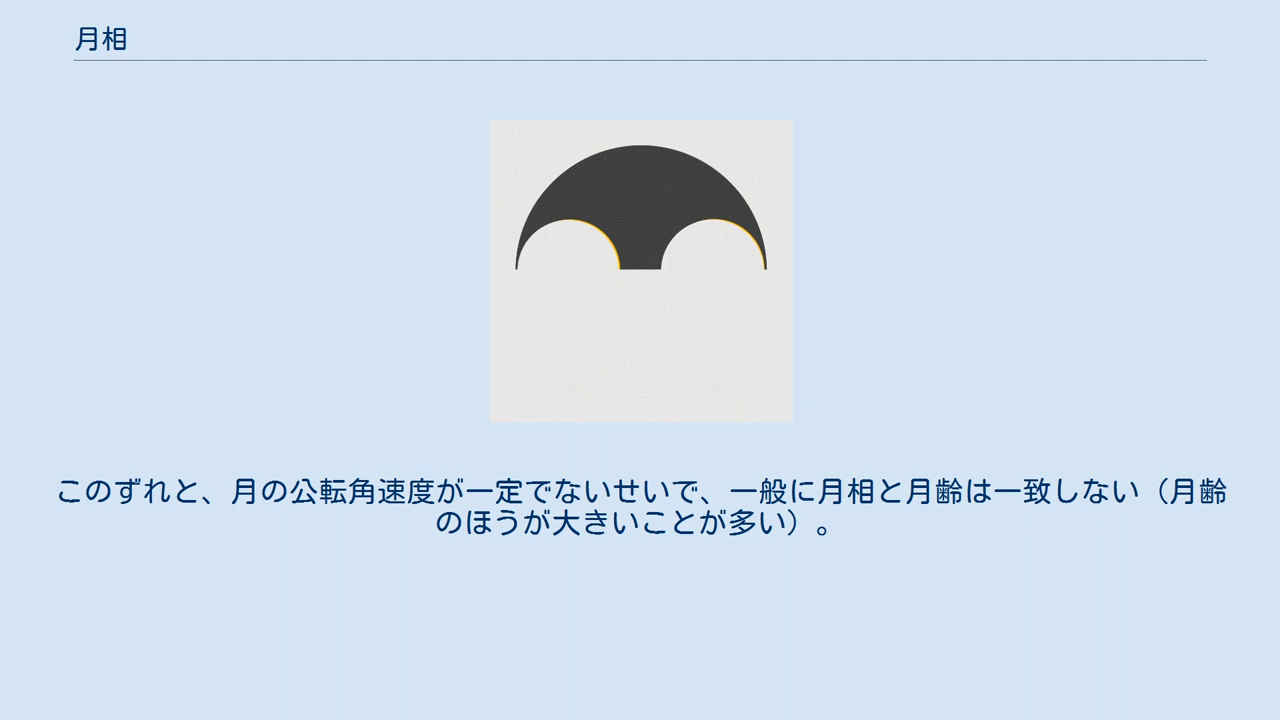 月相
このずれと、月の公転角速度が一定でないせいで、一般に月相と月齢は一致しない（月齢
のほうが大きいことが多い）。